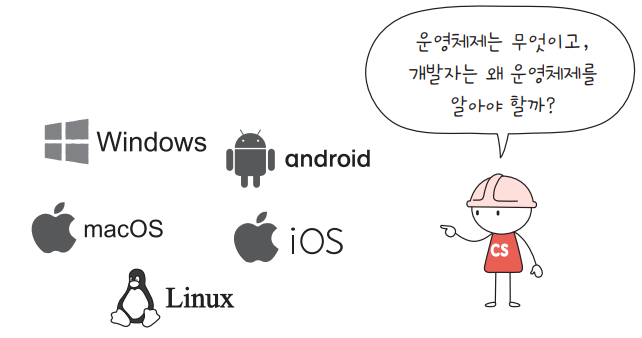 운영체제는 무엇이고,
개발자는 왜 운영체제를
알아야 할까?
Windows
android
macOS
iOS
Linux
CS